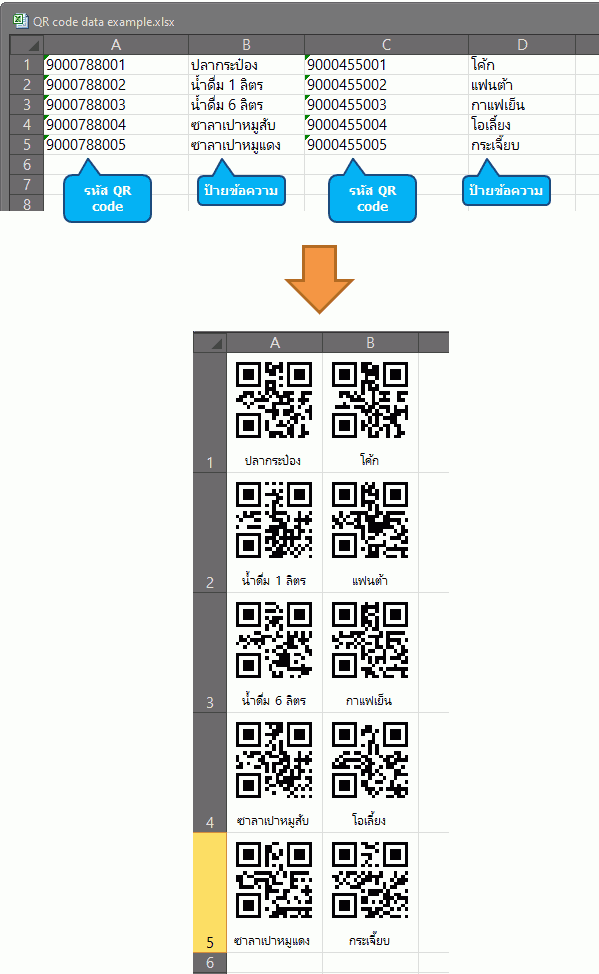 QR code data example.xlsx
A B C D
1 9000788001 ปลากระป๋อง 9000455001 โค้ก
2 9000788002 น้ำดื่ม 1 ลิตร 9000455002 แฟนต้า
3 9000788003 น้ำดื่ม 6 ลิตร 9000455003 กาแฟเย็น
4 9000788004 ซาลาเปาหมูสับ 9000455004 โอเลี้ยง
5 9000788005 ซาลาเปาหมูแดง 9000455005 กระเจี๊ยบ
6
7
8
รหัส QR code ป้ายข้อความ รหัส QR code ป้ายข้อความ
A B
1 ปลากระป๋อง โค้ก
2 น้ำดื่ม 1 ลิตร แฟนต้า
3 น้ำดื่ม 6 ลิตร กาแฟเย็น
4 ซาลาเปาหมูสับ โอเลี้ยง
5 ซาลาเปาหมูแดง กระเจี๊ยบ
6